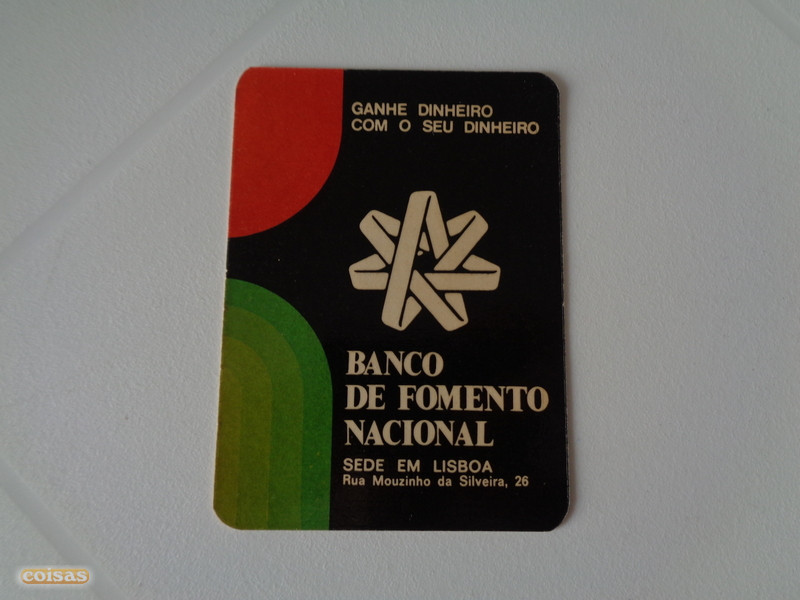 GANHE DINHEIRO
COM O SEU DINHEIRO
BANCO
DE FOMENTO
NACIONAL
SEDE EM LISBOA
Rua Mouzinho da Silveira, 26
coisas